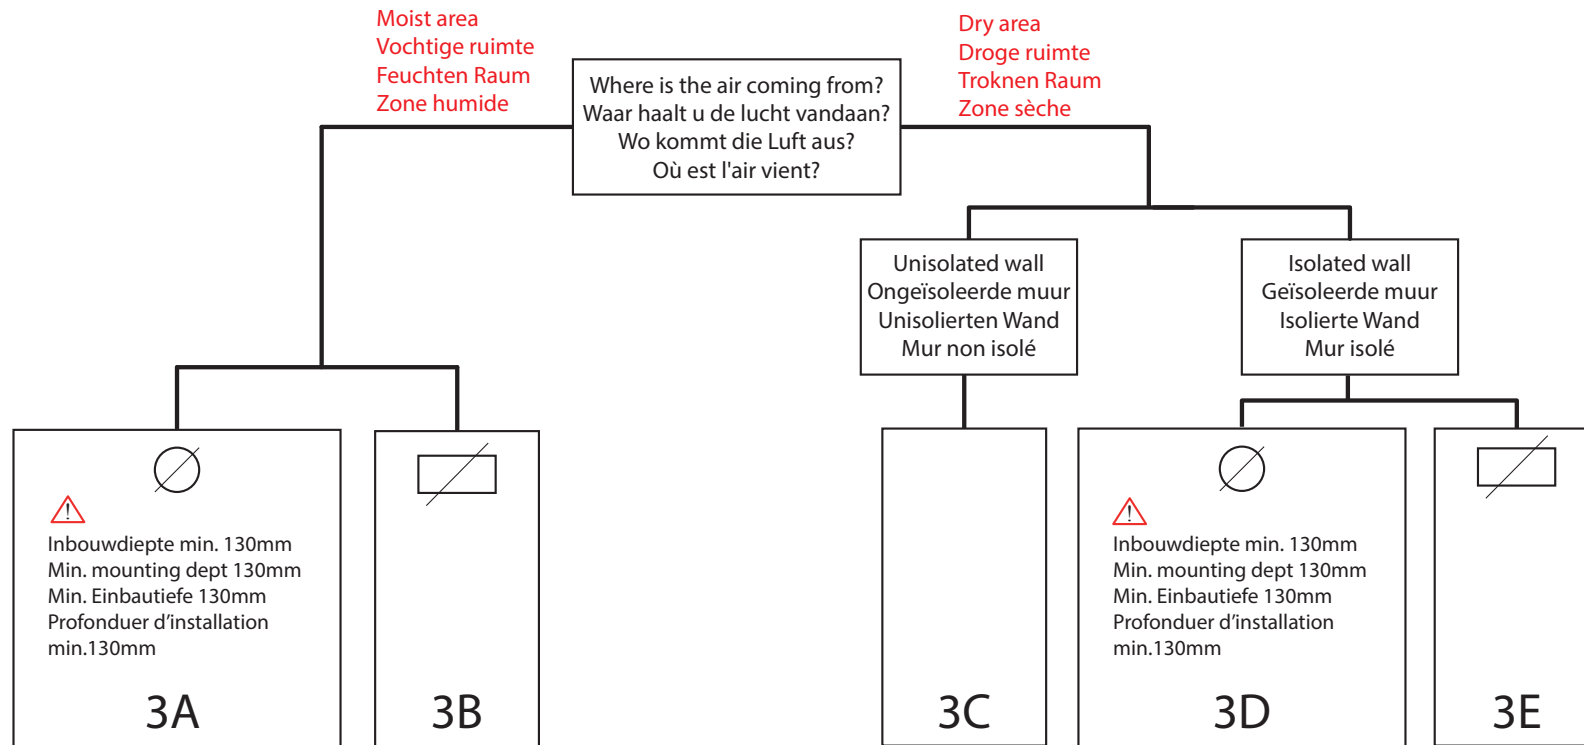 Moist area
Vochtige ruimte
Feuchten Raum
Zone humide
Where is the air coming from?
Waar haalt u de lucht vandaan?
Wo kommt die Luft aus?
Où est l'air vient?
Dry area
Droge ruimte
Troknen Raum
Zone sèche
Unisolated wall
Ongeïsoleerde muur
Unisolierten Wand
Mur non isolé
Isolated wall
Geïsoleerde muur
Isolierte Wand
Mur isolé
Inbouwdiepte min. 130mm
Min. mounting dept 130mm
Min. Einbautiefe 130mm
Profonduer d’installation
min.130mm
3A
3B
3C
Inbouwdiepte min. 130mm
Min. mounting dept 130mm
Min. Einbautiefe 130mm
Profonduer d’installation
min.130mm
3D
3E